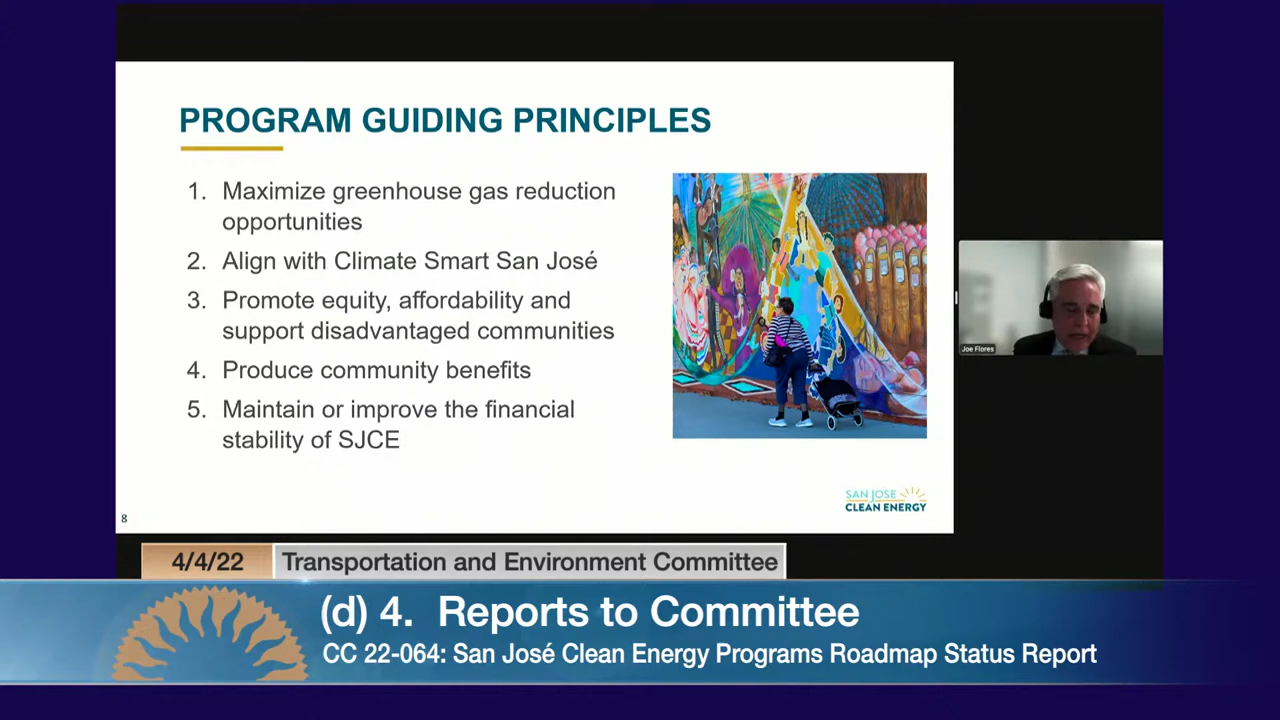 PROGRAM GUIDING PRINCIPLES
1. Maximize greenhouse gas reduction
opportunities
2. Align with Climate Smart San José
3. Promote equity, affordability and
support disadvantaged communities
4. Produce community benefits
5. Maintain or improve the financial
stability of SJCE
SAN JOSE
CLEAN ENERGY
8
Joe Flores
4/4/22 Transportation and Environment Committee
(d) 4. Reports to Committee
CC 22-064: San José Clean Energy Programs Roadmap Status Report